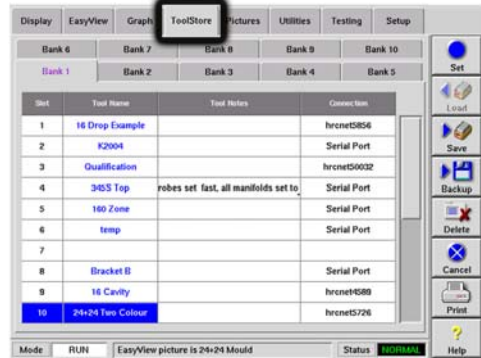 Display EasyView Graph ToolStore Pictures Utilities Testing Setup
Bank 6 Bank 7 Bank 8 Bank 9 Bank 10
Bank 1 Bank 2 Bank 3 Bank 4 Bank 5
Slot Tool Name Tool Notes Connection
1 16 Drop Example hrcnet5856
2 K2004 Serial Port
3 Qualification hrcnet50032
4 345S Top robes set fast, all manifolds set to Serial Port
5 160 Zone Serial Port
6 temp Serial Port
7
8 Bracket B Serial Port
9 16 Cavity hrcnet4589
10 24+24 Two Colour hrcnet5726
Set
Load
Save
Backup
Delete
Cancel
Print
Help
Mode RUN EasyView picture is 24+24 Mould Status NORMAL